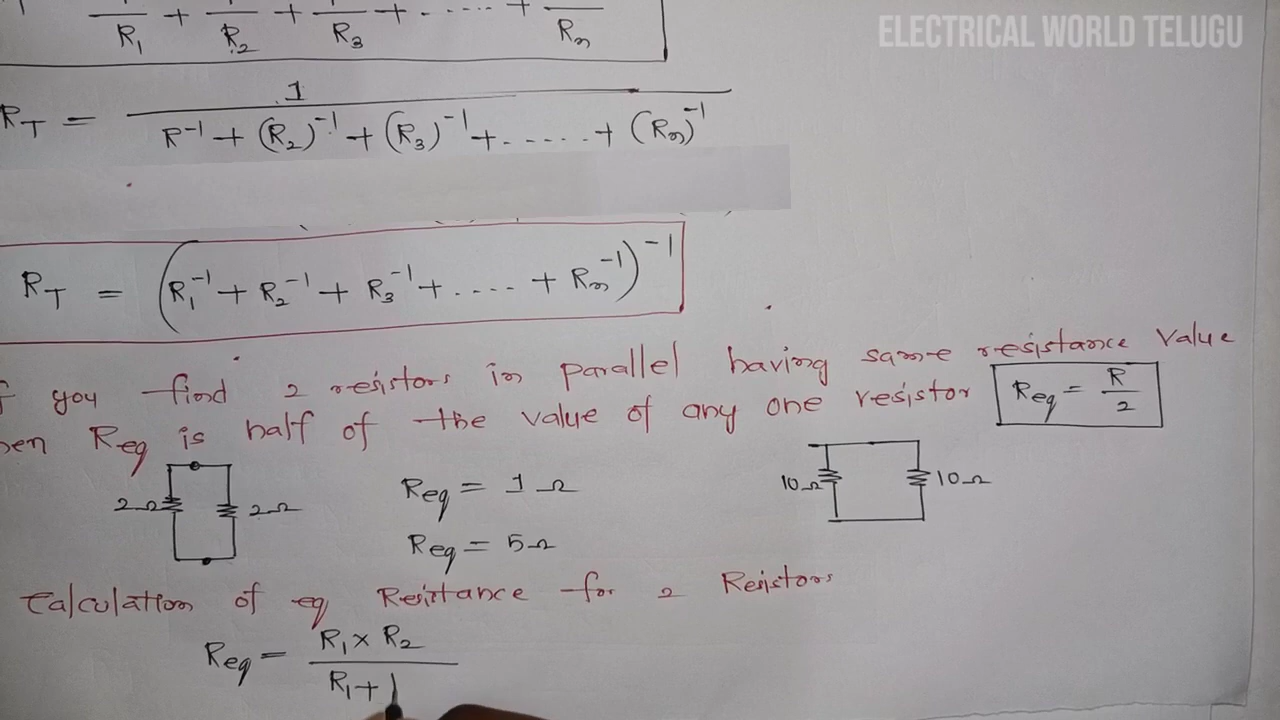 ELECTRICAL WORLD TELUGU
R1 + R2 + R3 + ..... + Rn
RT = 1 / (R⁻¹ + (R2)⁻¹ + (R3)⁻¹ + ...... + (Rn)⁻¹)
RT = (R1⁻¹ + R2⁻¹ + R3⁻¹ + .... + Rn⁻¹)⁻¹
you find 2 resistors in parallel having same resistance value
Req is half of the value of any one resistor Req = R/2
2Ω 2Ω Req = 1Ω 10Ω 10Ω
Req = 5Ω
Calculation of eq Resistance for 2 Resistors
Req = R1 × R2
R1 +